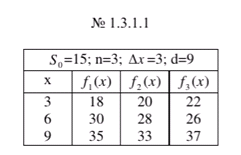 № 1.3.1.1
S₀=15; n=3; Δx=3; d=9
x f₁(x) f₂(x) f₃(x)
3 18 20 22
6 30 28 26
9 35 33 37